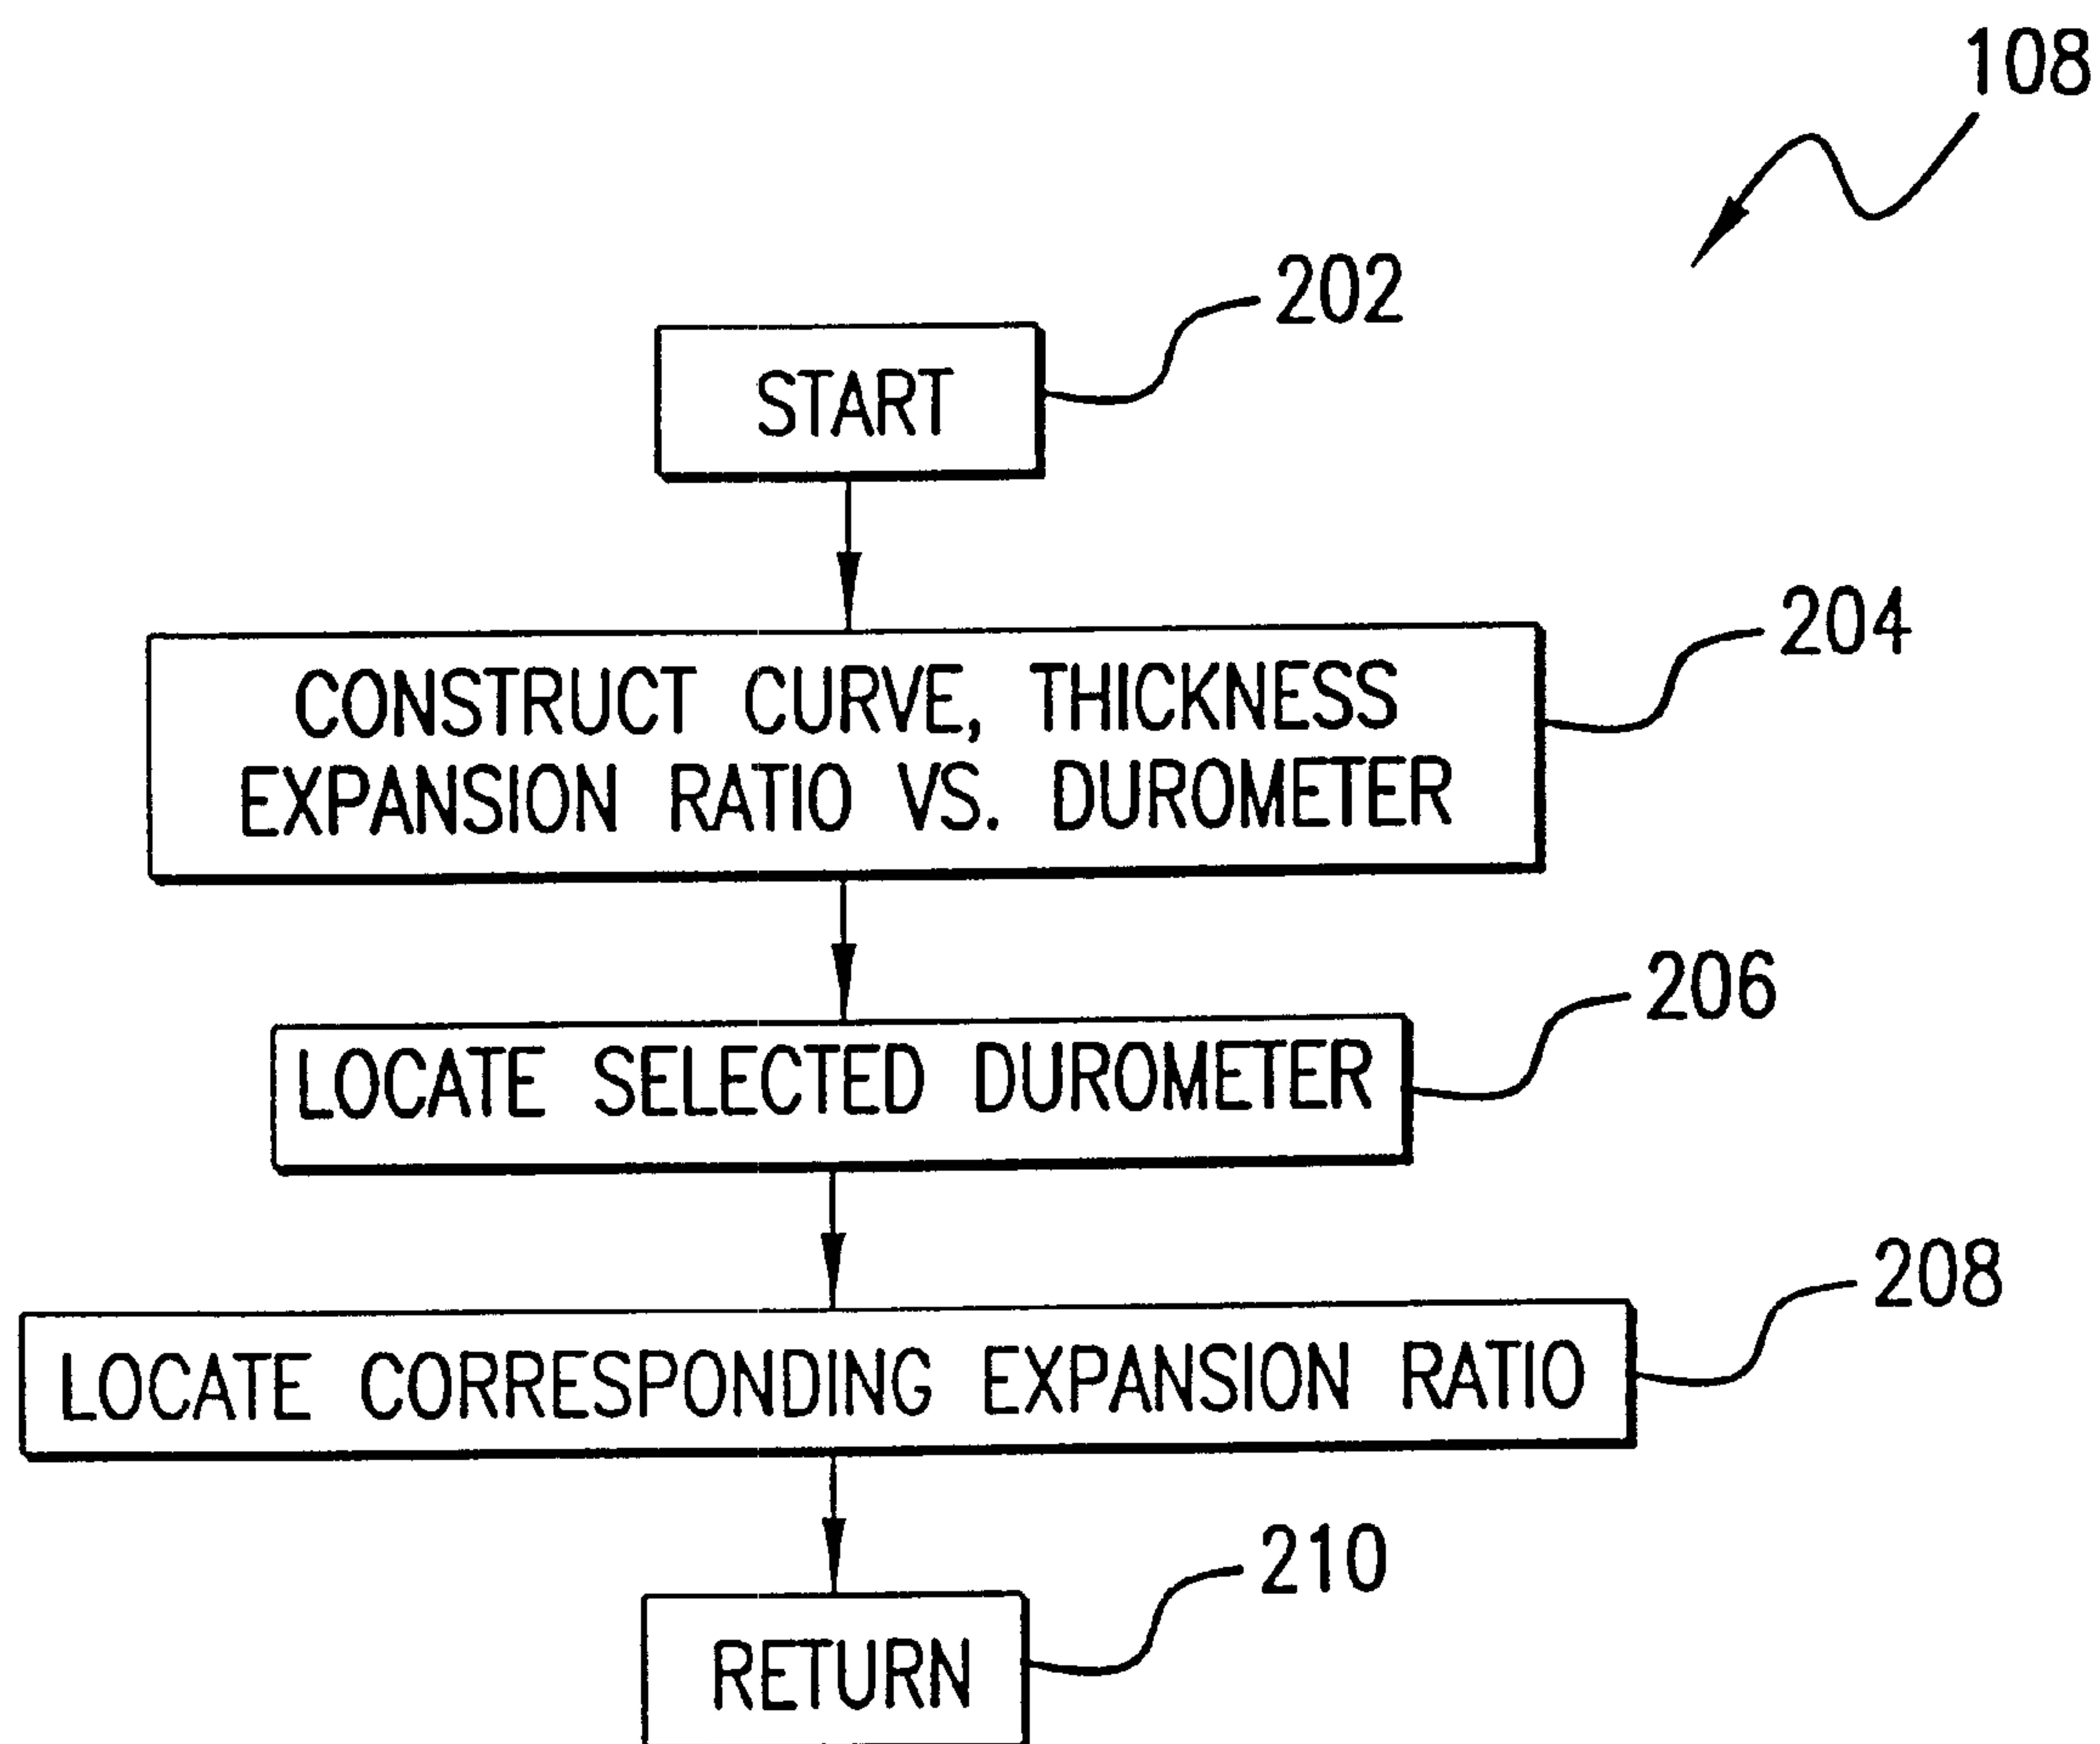 108
202
START
204
CONSTRUCT CURVE, THICKNESS
EXPANSION RATIO VS. DUROMETER
206
LOCATE SELECTED DUROMETER
208
LOCATE CORRESPONDING EXPANSION RATIO
210
RETURN